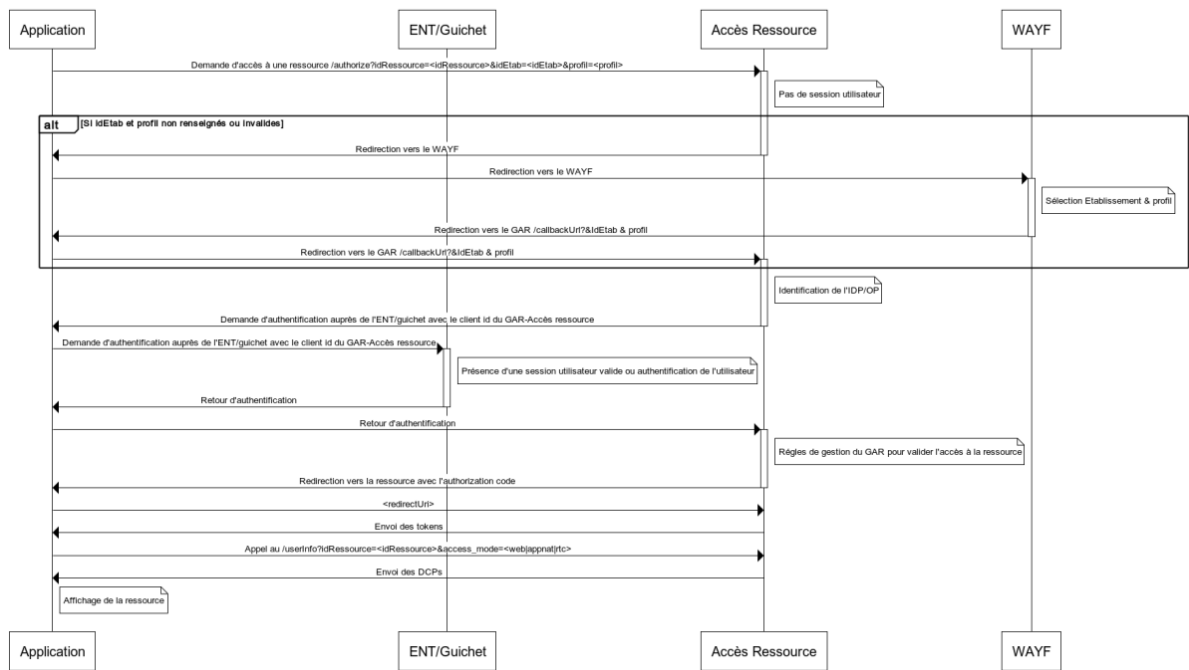 Application
ENT/Guichet
Accès Ressource
WAYF
Demande d'accès à une ressource /authorize?idRessource=<idRessource>&idEtab=<idEtab>&profil=<profil>
Pas de session utilisateur
alt
[Si idEtab et profil non renseignés ou invalides]
Redirection vers le WAYF
Redirection vers le WAYF
Sélection Etablissement & profil
Redirection vers le GAR /callbackUrl?&IdEtab & profil
Redirection vers le GAR /callbackUrl?&IdEtab & profil
Identification de l'IDP/OP
Demande d'authentification auprès de l'ENT/guichet avec le client id du GAR-Accès ressource
Demande d'authentification auprès de l'ENT/guichet avec le client id du GAR-Accès ressource
Présence d'une session utilisateur valide ou authentification de l'utilisateur
Retour d'authentification
Retour d'authentification
Règles de gestion du GAR pour valider l'accès à la ressource
Redirection vers la ressource avec l'authorization code
<redirectUri>
Envoi des tokens
Appel au /userInfo?idRessource=<idRessource>&access_mode=<web|appnat|rtc>
Envoi des DCPs
Affichage de la ressource
Application
ENT/Guichet
Accès Ressource
WAYF